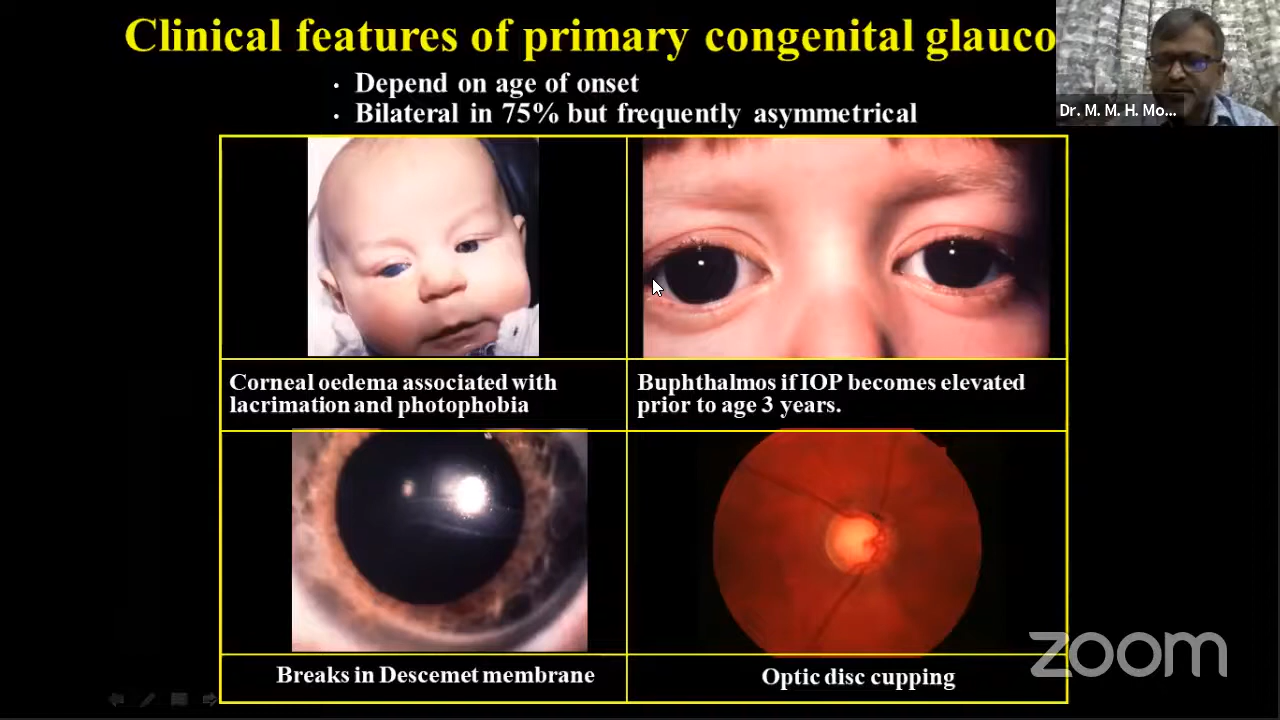 Clinical features of primary congenital glauco
• Depend on age of onset
• Bilateral in 75% but frequently asymmetrical
Dr. M. M. H. Mo...
Corneal oedema associated with
lacrimation and photophobia
Buphthalmos if IOP becomes elevated
prior to age 3 years.
Breaks in Descemet membrane
Optic disc cupping
zoom